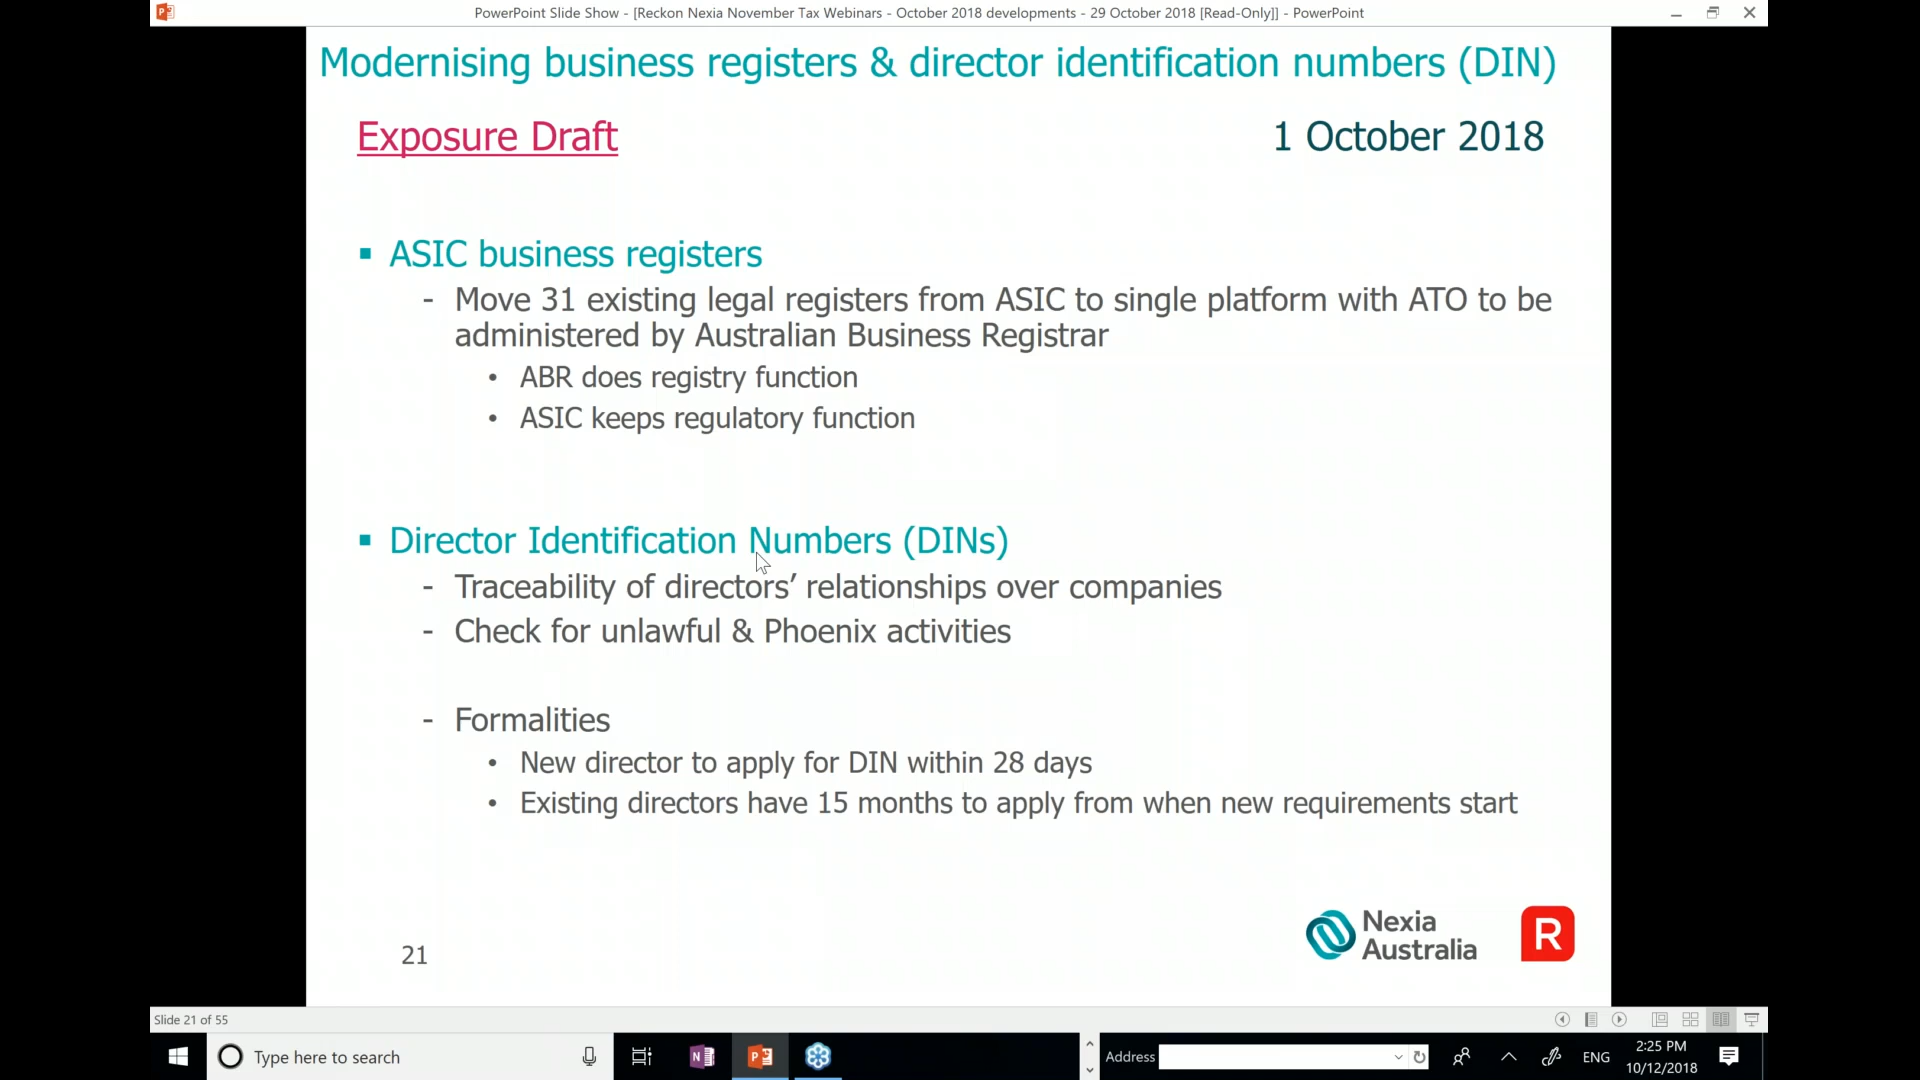 PowerPoint Slide Show - [Reckon Nexia November Tax Webinars - October 2018 developments - 29 October 2018 [Read-Only]] - PowerPoint
Modernising business registers & director identification numbers (DIN)
Exposure Draft
1 October 2018
▪ ASIC business registers
- Move 31 existing legal registers from ASIC to single platform with ATO to be
administered by Australian Business Registrar
• ABR does registry function
• ASIC keeps regulatory function
▪ Director Identification Numbers (DINs)
- Traceability of directors’ relationships over companies
- Check for unlawful & Phoenix activities
- Formalities
• New director to apply for DIN within 28 days
• Existing directors have 15 months to apply from when new requirements start
Nexia
Australia
R
21
Slide 21 of 55
Type here to search
N
P
Address
ENG
2:25 PM
10/12/2018